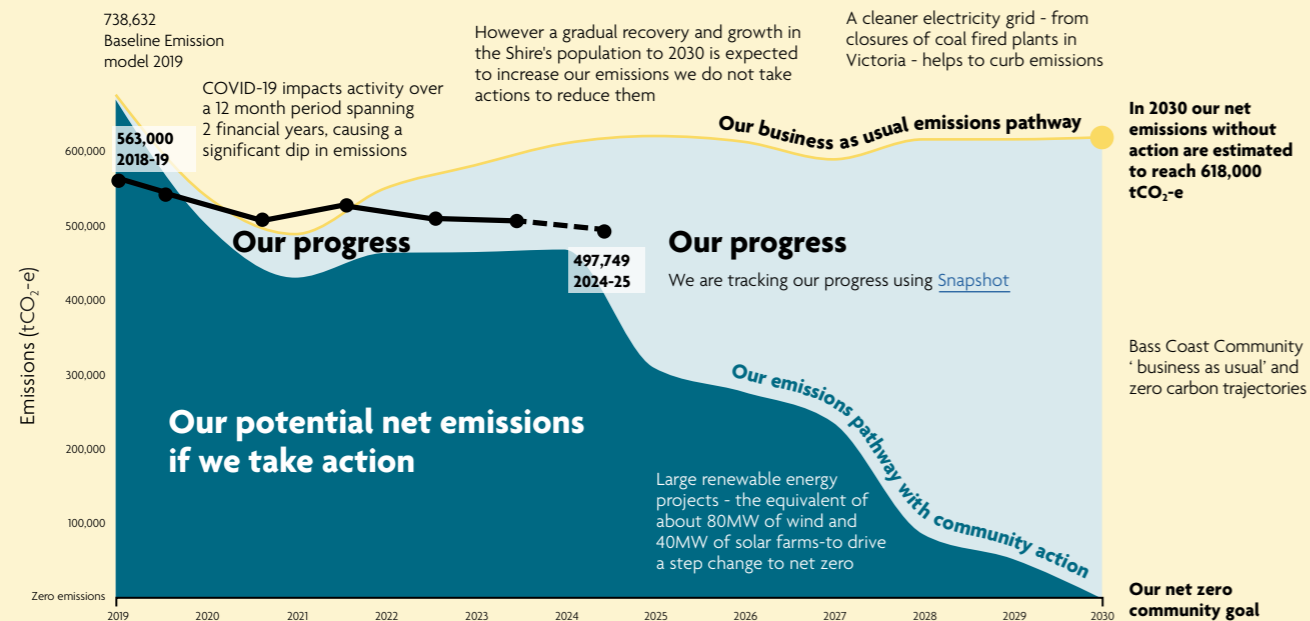 738,632
Baseline Emission
model 2019
COVID-19 impacts activity over
a 12 month period spanning
2 financial years, causing a
significant dip in emissions
However a gradual recovery and growth in
the Shire's population to 2030 is expected
to increase our emissions we do not take
actions to reduce them
A cleaner electricity grid - from
closures of coal fired plants in
Victoria - helps to curb emissions
Our business as usual emissions pathway
In 2030 our net
emissions without
action are estimated
to reach 618,000
tCO₂-e
563,000
2018-19
Our progress
497,749
2024-25
Our progress
We are tracking our progress using Snapshot
Bass Coast Community
‘ business as usual’ and
zero carbon trajectories
Our emissions pathway with community action
Our potential net emissions
if we take action
Large renewable energy
projects - the equivalent of
about 80MW of wind and
40MW of solar farms-to drive
a step change to net zero
Our net zero
community goal
Emissions (tCO₂-e)
600,000
500,000
400,000
300,000
200,000
100,000
Zero emissions
2019
2020
2021
2022
2023
2024
2025
2026
2027
2028
2029
2030